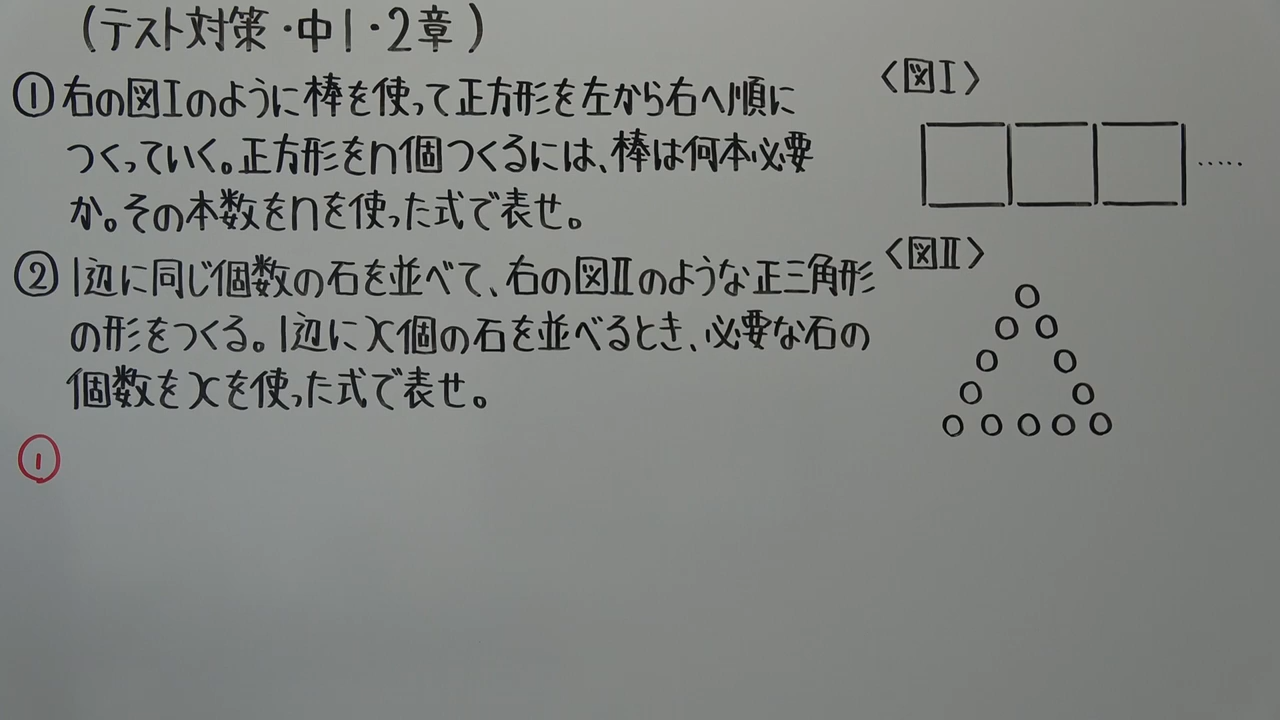 (テスト対策・中1・2章)
①右の図Iのように棒を使って正方形を左から右へ順に
つくっていく。正方形をn個つくるには、棒は何本必要
か。その本数をnを使った式で表せ。
②1辺に同じ個数の石を並べて、右の図IIのような正三角形
の形をつくる。1辺にx個の石を並べるとき、必要な石の
個数をxを使った式で表せ。
〈図I〉
……
〈図II〉
①